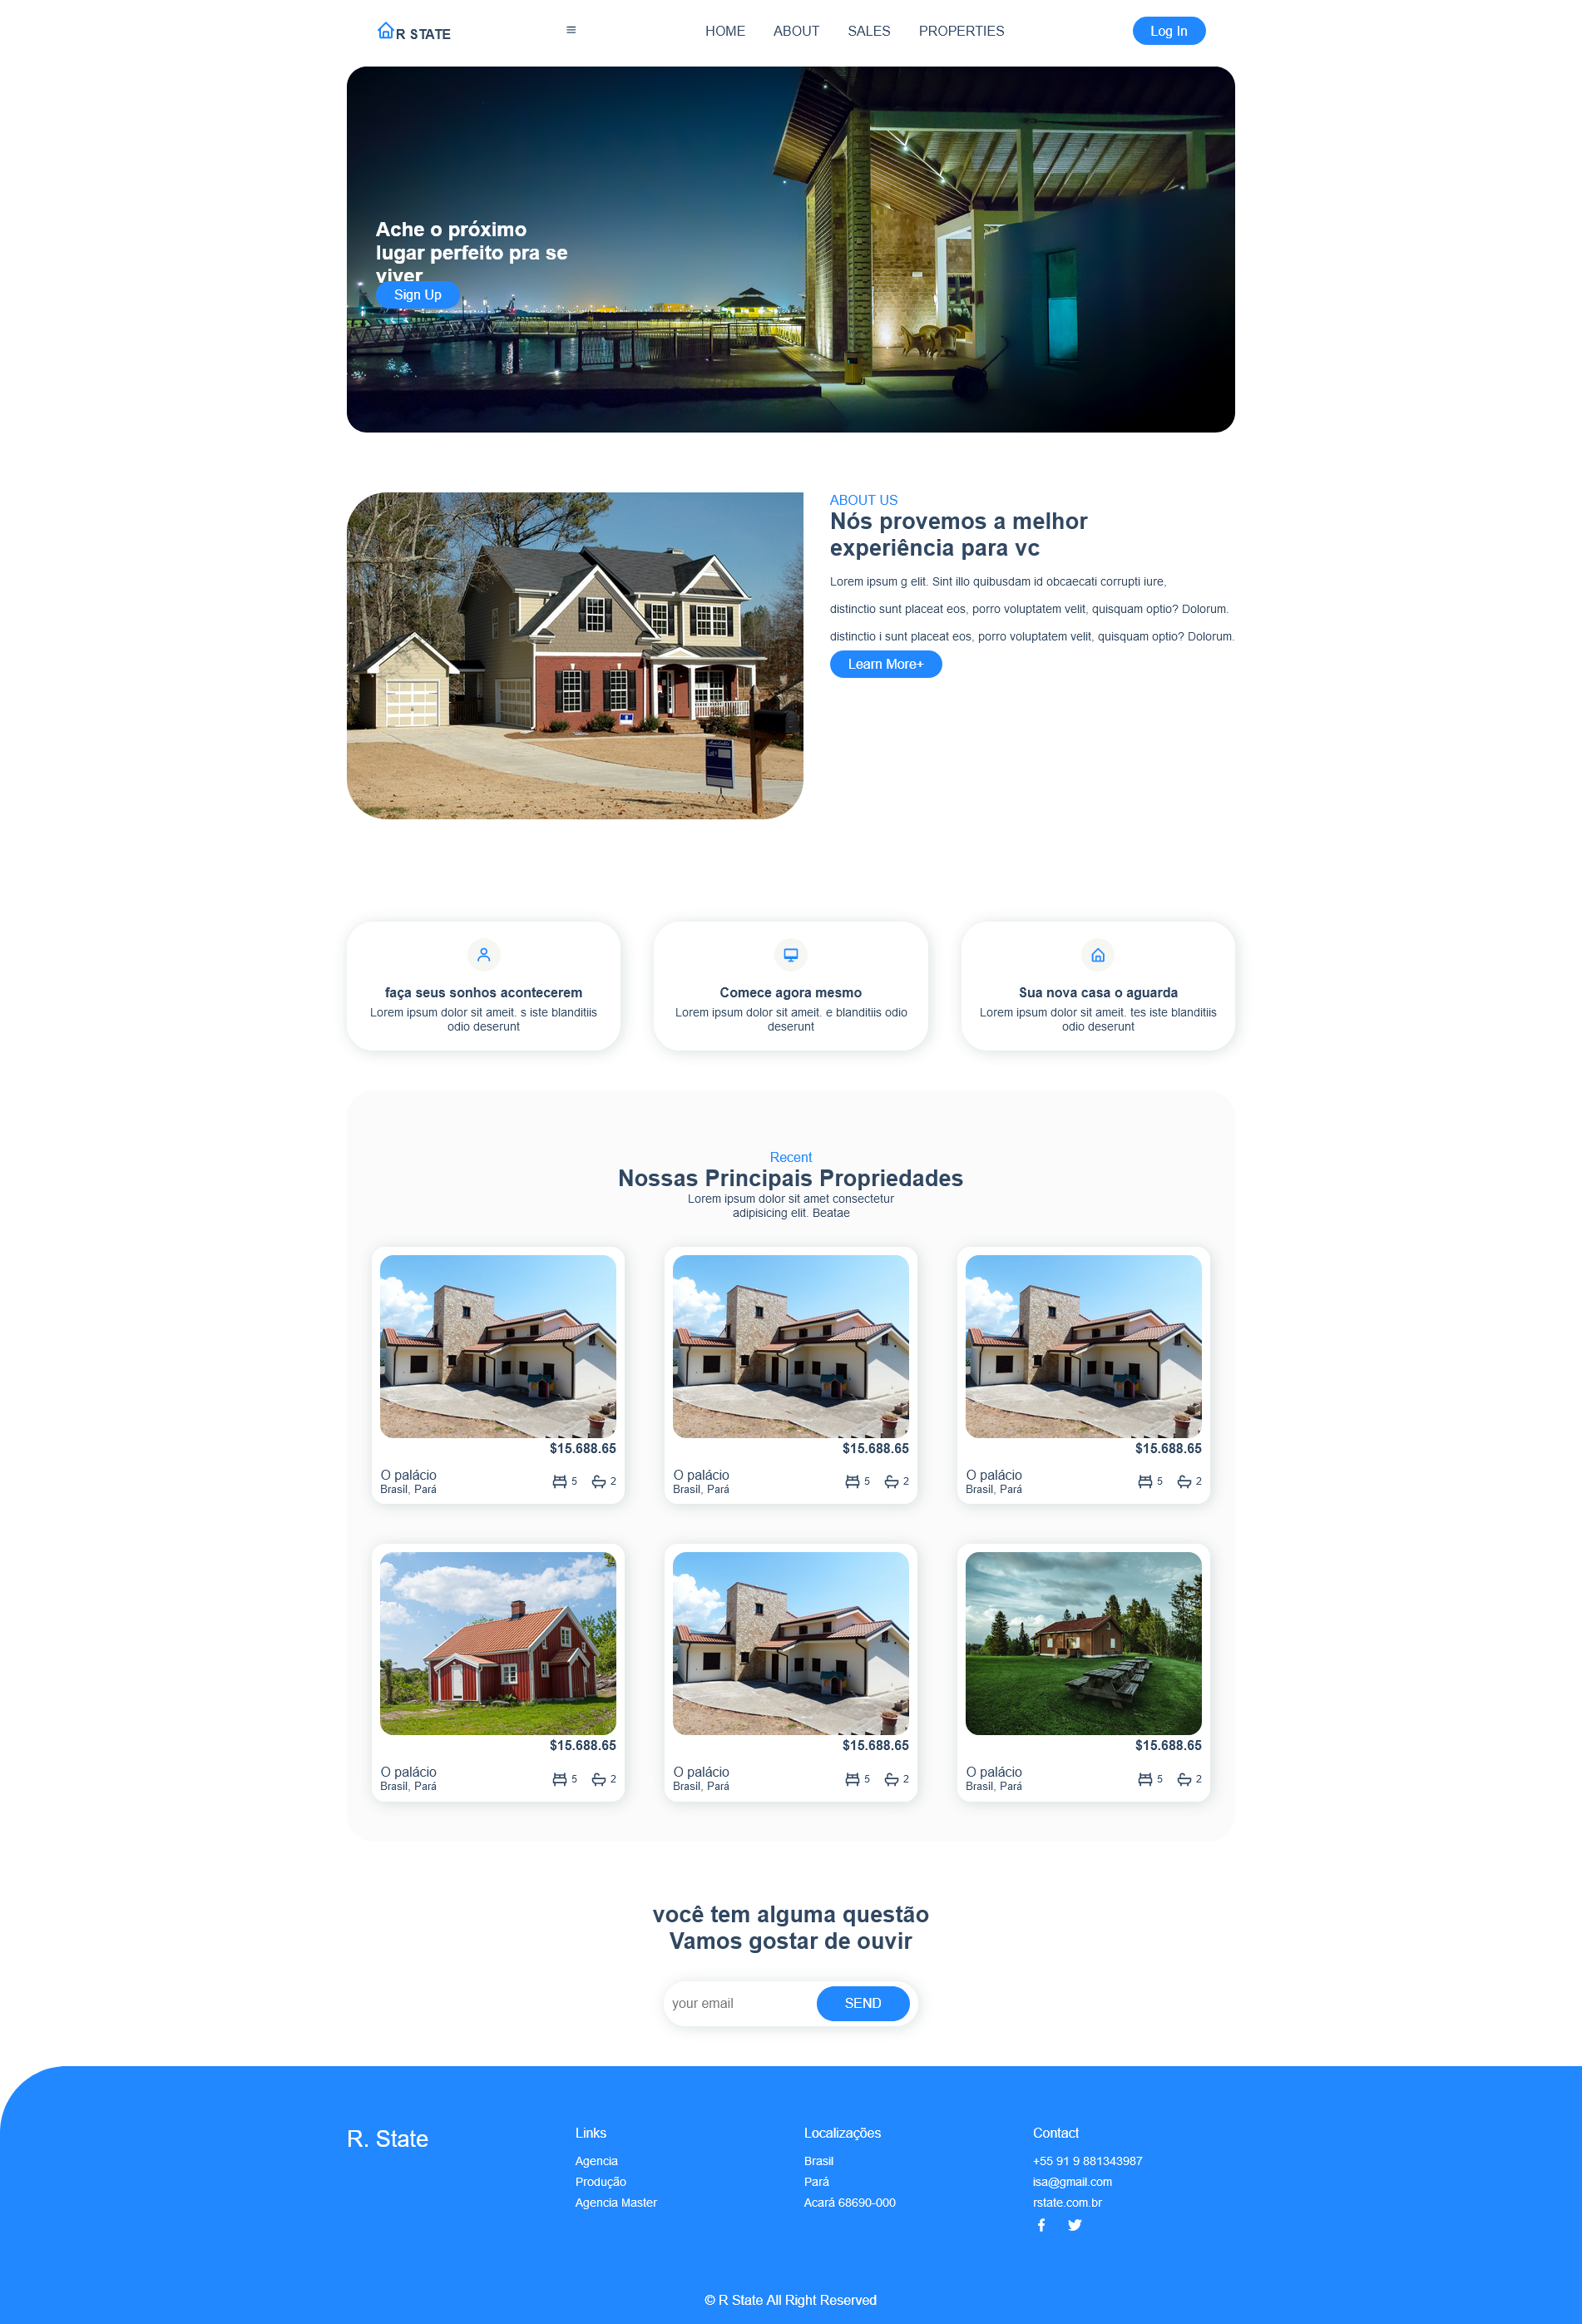 R STATE
HOME ABOUT SALES PROPERTIES
Log In
Ache o próximo
lugar perfeito pra se
viver
Sign Up
ABOUT US
Nós provemos a melhor
experiência para vc
Lorem ipsum g elit. Sint illo quibusdam id obcaecati corrupti iure,
distinctio sunt placeat eos, porro voluptatem velit, quisquam optio? Dolorum.
distinctio i sunt placeat eos, porro voluptatem velit, quisquam optio? Dolorum.
Learn More+
faça seus sonhos acontecerem
Lorem ipsum dolor sit ameit. s iste blanditiis
odio deserunt
Comece agora mesmo
Lorem ipsum dolor sit ameit. e blanditiis odio
deserunt
Sua nova casa o aguarda
Lorem ipsum dolor sit ameit. tes iste blanditiis
odio deserunt
Recent
Nossas Principais Propriedades
Lorem ipsum dolor sit amet consectetur
adipisicing elit. Beatae
$15.688.65
O palácio
Brasil, Pará
5 2
$15.688.65
O palácio
Brasil, Pará
5 2
$15.688.65
O palácio
Brasil, Pará
5 2
$15.688.65
O palácio
Brasil, Pará
5 2
$15.688.65
O palácio
Brasil, Pará
5 2
$15.688.65
O palácio
Brasil, Pará
5 2
você tem alguma questão
Vamos gostar de ouvir
your email
SEND
R. State
Links
Agencia
Produção
Agencia Master
Localizações
Brasil
Pará
Acará 68690-000
Contact
+55 91 9 881343987
isa@gmail.com
rstate.com.br
© R State All Right Reserved